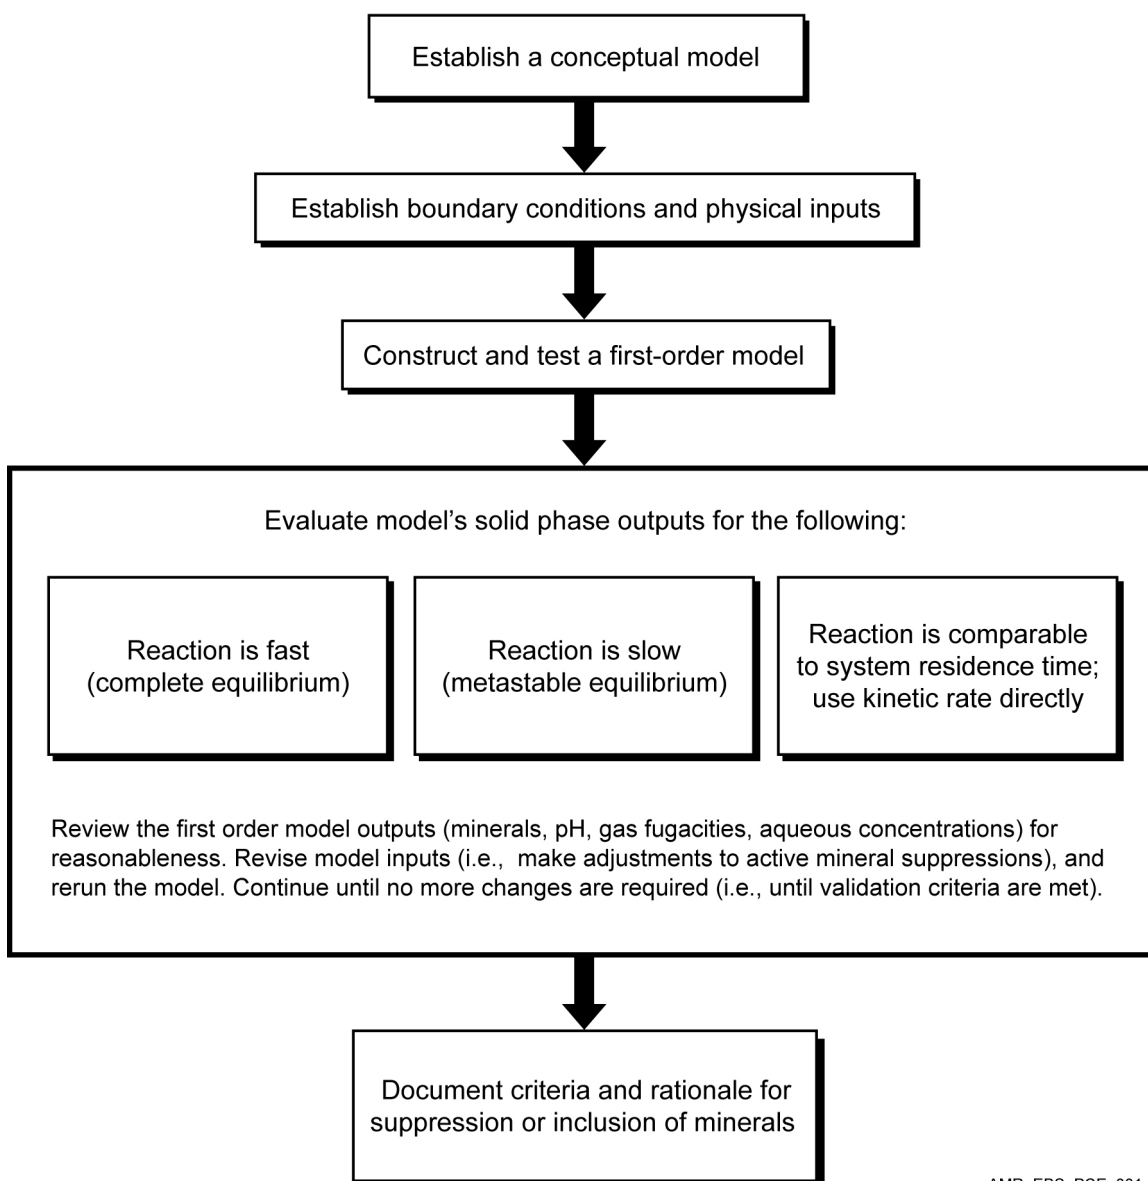 Establish a conceptual model
Establish boundary conditions and physical inputs
Construct and test a first-order model
Evaluate model's solid phase outputs for the following:
Reaction is fast
(complete equilibrium)
Reaction is slow
(metastable equilibrium)
Reaction is comparable
to system residence time;
use kinetic rate directly
Review the first order model outputs (minerals, pH, gas fugacities, aqueous concentrations) for
reasonableness. Revise model inputs (i.e., make adjustments to active mineral suppressions), and
rerun the model. Continue until no more changes are required (i.e., until validation criteria are met).
Document criteria and rationale for
suppression or inclusion of minerals